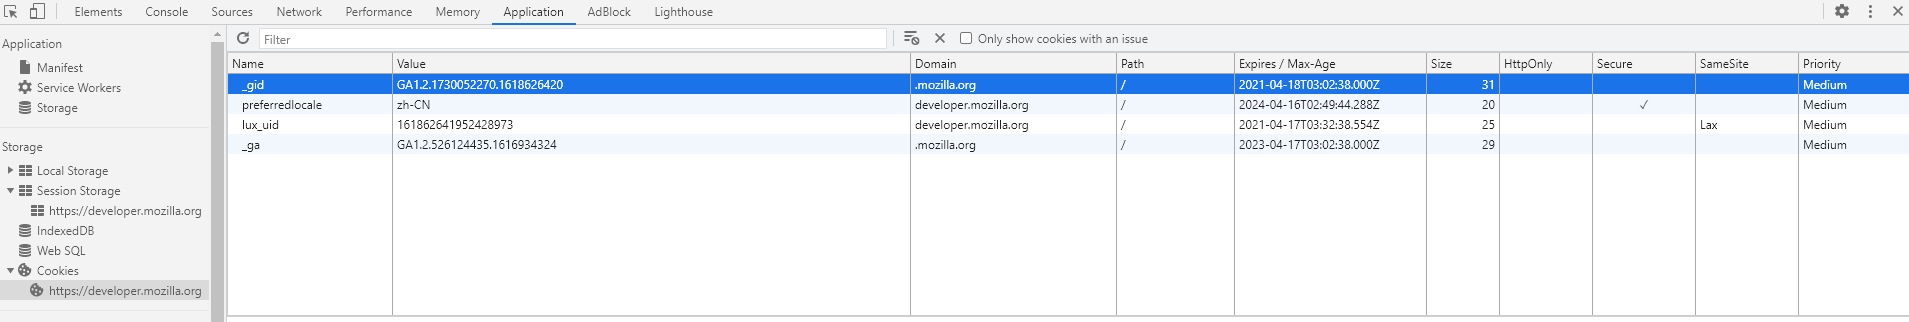 Elements Console Sources Network Performance Memory Application AdBlock Lighthouse
Application
Manifest
Service Workers
Storage
Storage
Local Storage
Session Storage
https://developer.mozilla.org
IndexedDB
Web SQL
Cookies
https://developer.mozilla.org
Filter Only show cookies with an issue
Name Value Domain Path Expires / Max-Age Size HttpOnly Secure SameSite Priority
_gid GA1.2.1730052270.1618626420 .mozilla.org / 2021-04-18T03:02:38.000Z 31 Medium
preferredlocale zh-CN developer.mozilla.org / 2024-04-16T02:49:44.288Z 20 ✓ Medium
lux_uid 161862641952428973 developer.mozilla.org / 2021-04-17T03:32:38.554Z 25 Lax Medium
_ga GA1.2.526124435.1616934324 .mozilla.org / 2023-04-17T03:02:38.000Z 29 Medium